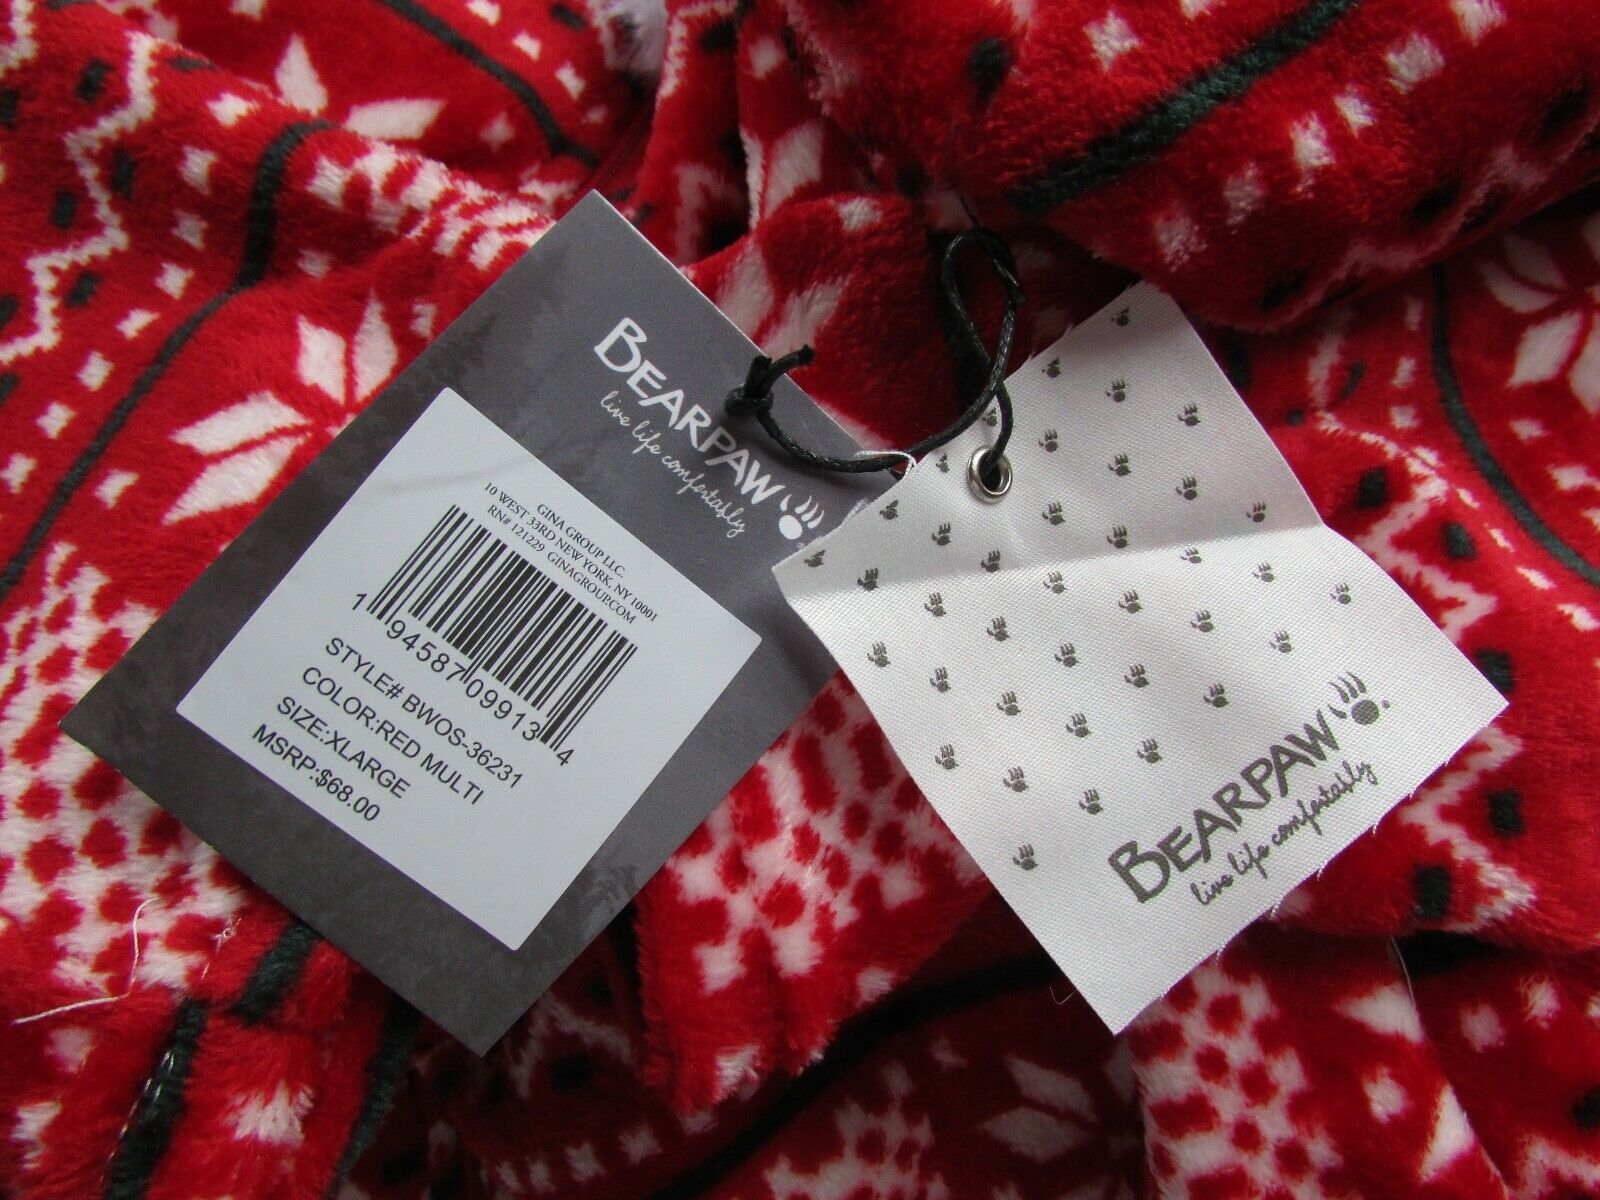 BEARPAW
live life comfortably
GINA GROUP LLC.
10 WEST 33RD NEW YORK, NY 10001
RN# 121229 GINAGROUP.COM
1 94587 09913 4
STYLE# BWOS-36231
COLOR:RED MULTI
SIZE:XLARGE
MSRP:$68.00
BEARPAW®
live life comfortably